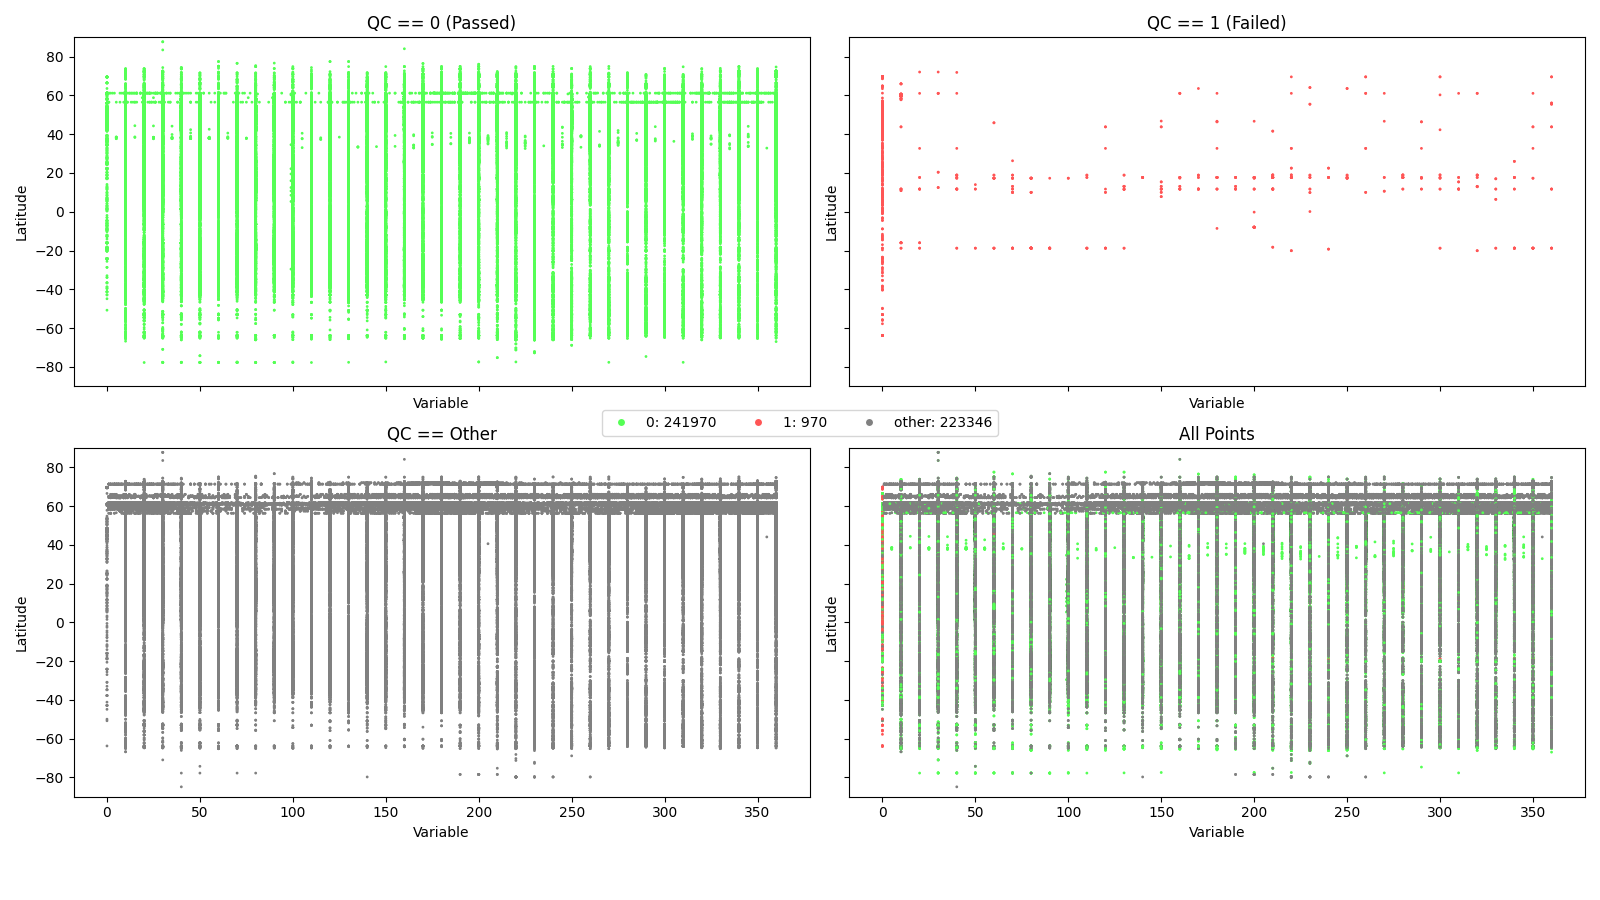 QC == 0 (Passed)
QC == 1 (Failed)
80
60
40
20
0
−20
−40
−60
−80
Latitude
Latitude
Variable
Variable
0: 241970
1: 970
other: 223346
QC == Other
All Points
80
60
40
20
0
−20
−40
−60
−80
Latitude
Latitude
0
50
100
150
200
250
300
350
0
50
100
150
200
250
300
350
Variable
Variable